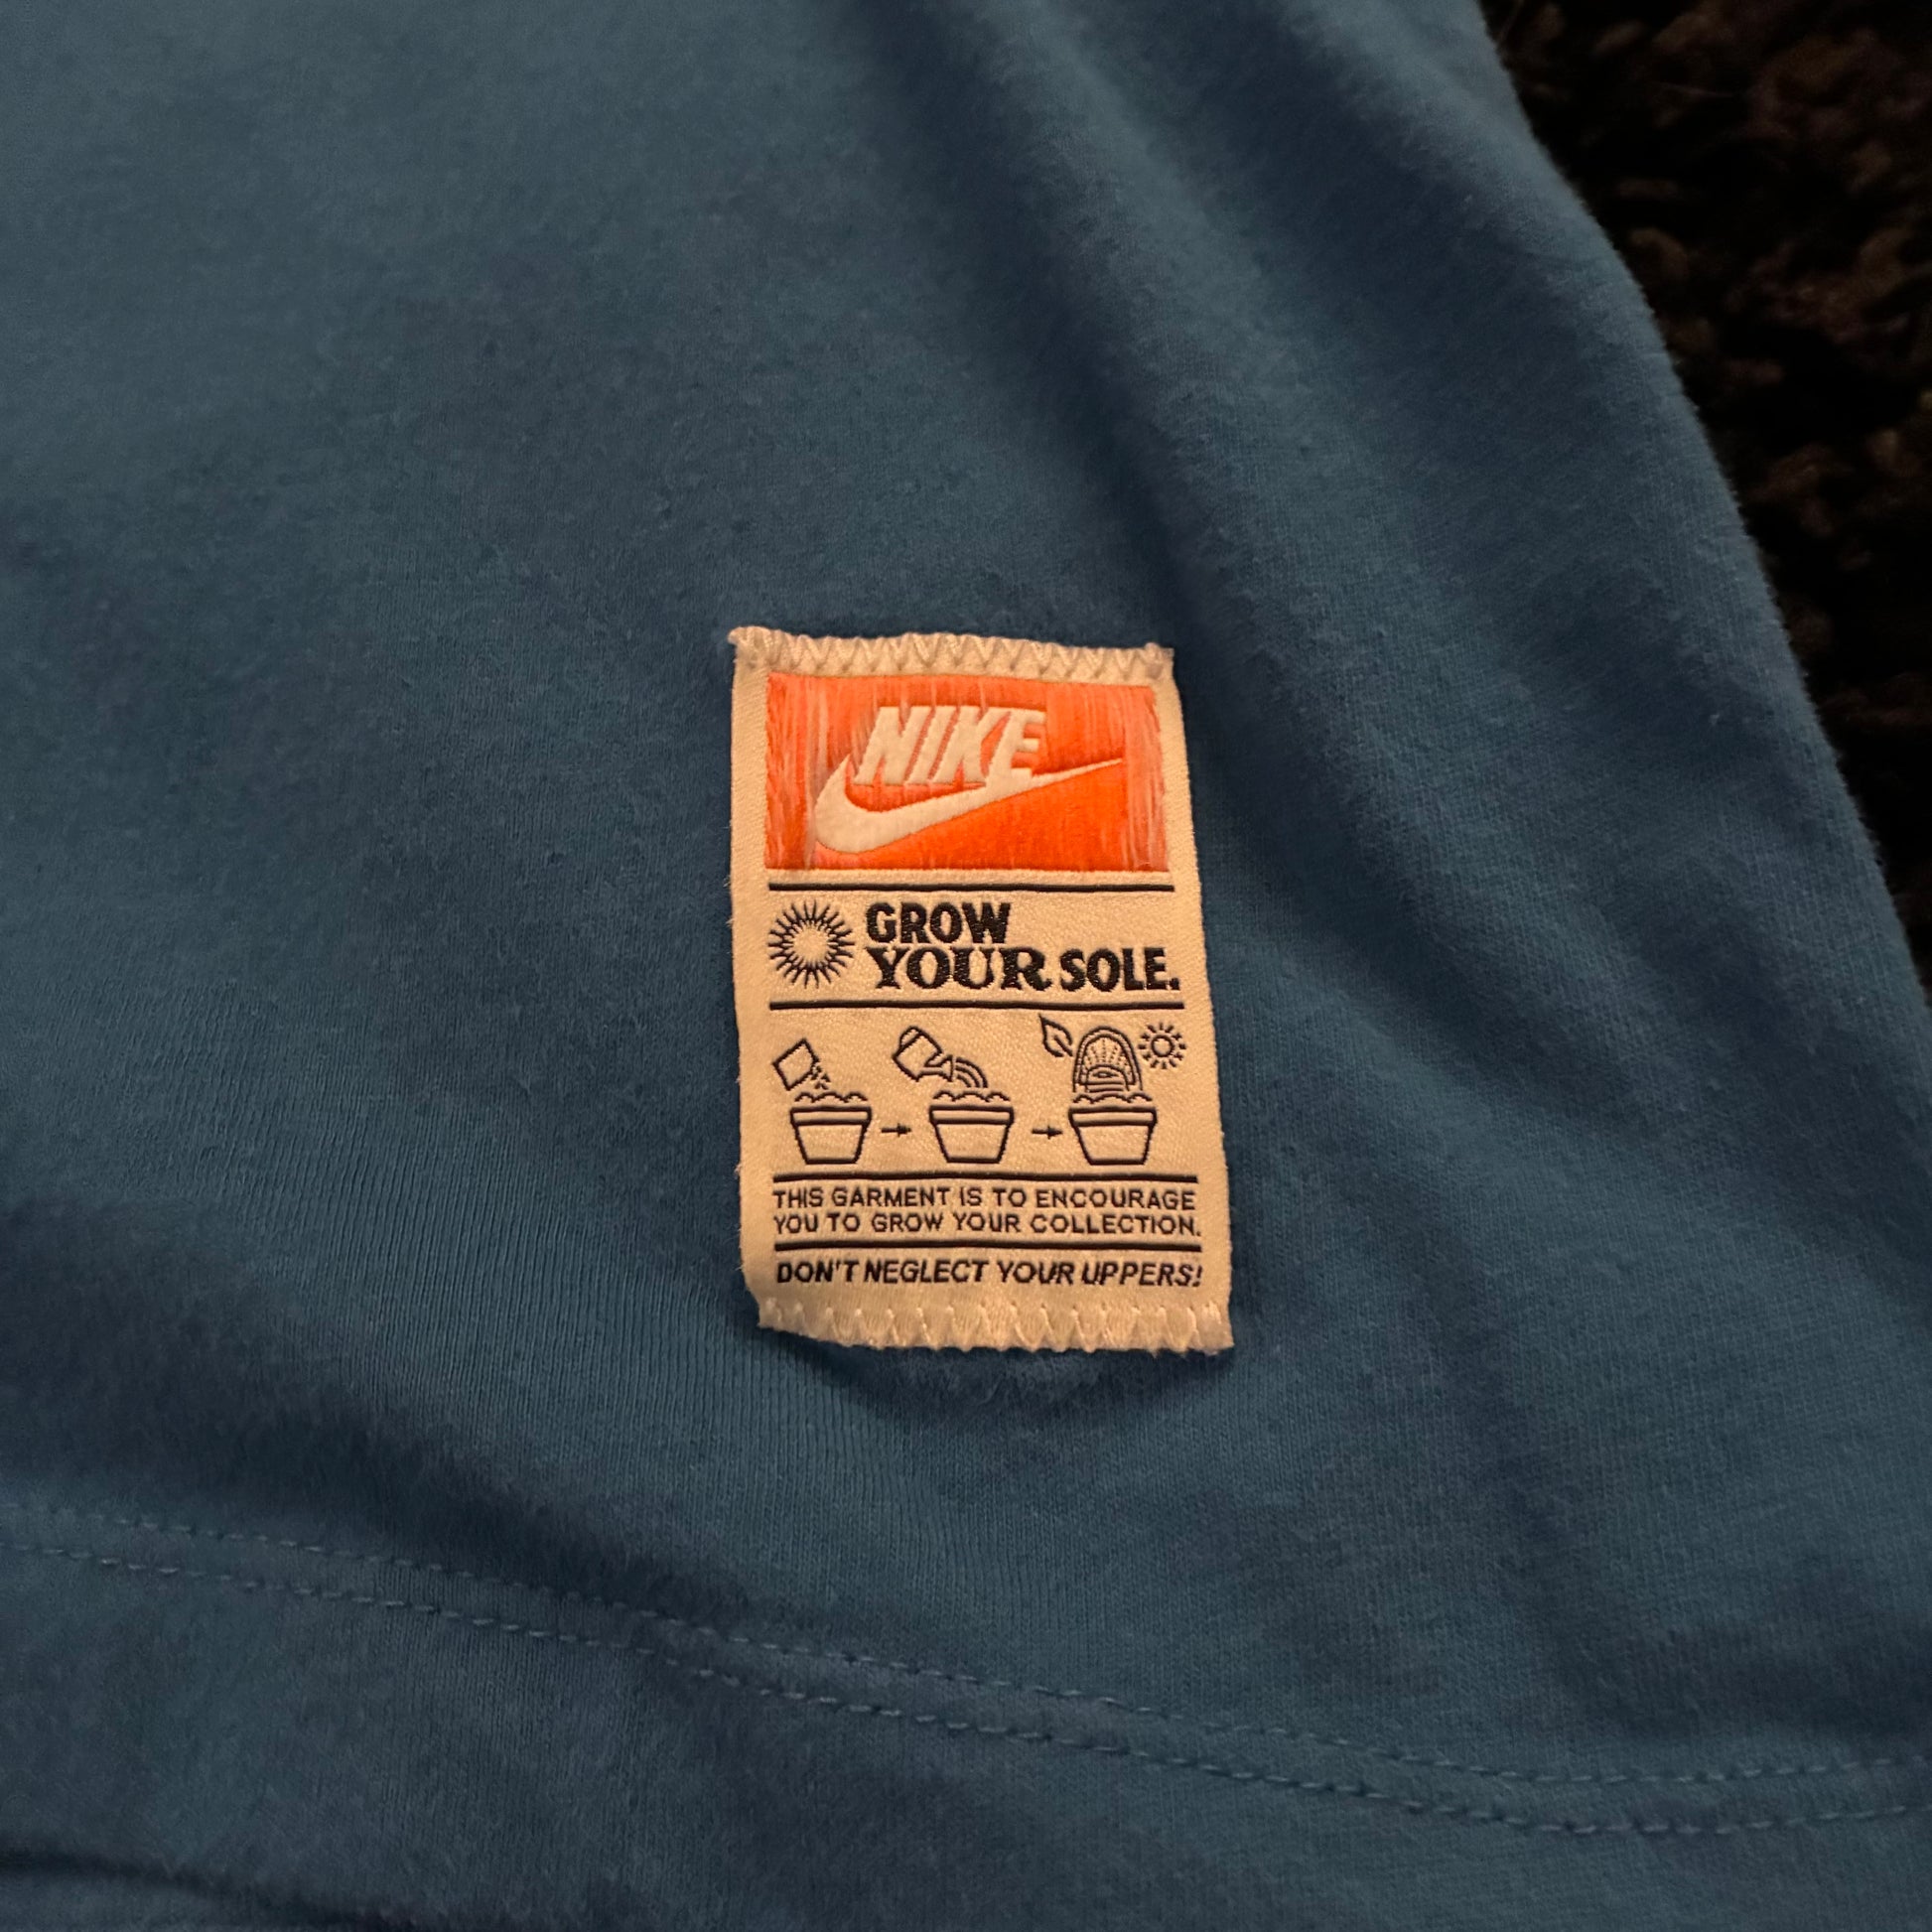 NIKE
GROW
YOUR SOLE.
THIS GARMENT IS TO ENCOURAGE
YOU TO GROW YOUR COLLECTION.
DON'T NEGLECT YOUR UPPERS!